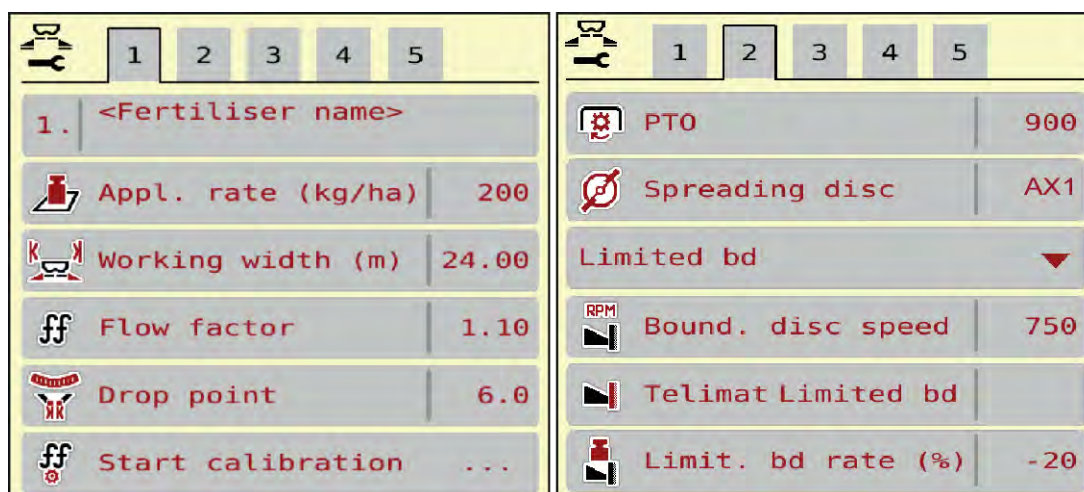 1 2 3 4 5
1. <Fertiliser name>
Appl. rate (kg/ha) 200
K K Working width (m) 24.00
ff Flow factor 1.10
Drop point 6.0
ff Start calibration ...
1 2 3 4 5
PTO 900
Spreading disc AX1
Limited bd
RPM Bound. disc speed 750
Telimat Limited bd
Limit. bd rate (%) -20